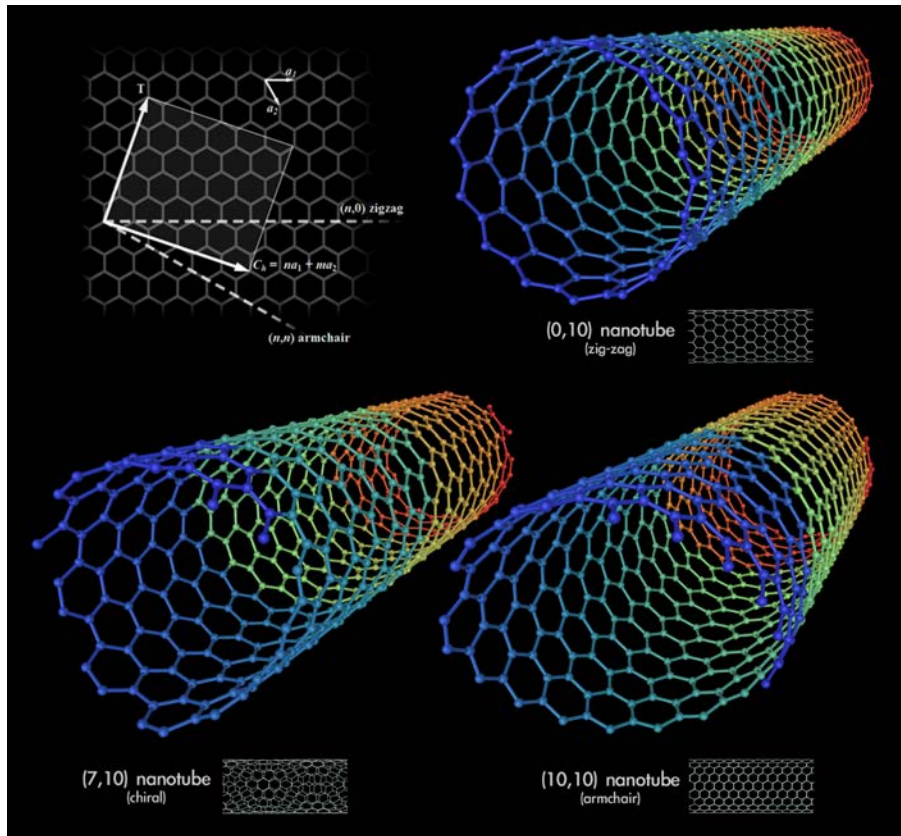 a₁
T
a₂
(n,0) zigzag
Cₕ = na₁ + ma₂
(n,n) armchair
(0,10) nanotube
(zig-zag)
(7,10) nanotube
(chiral)
(10,10) nanotube
(armchair)